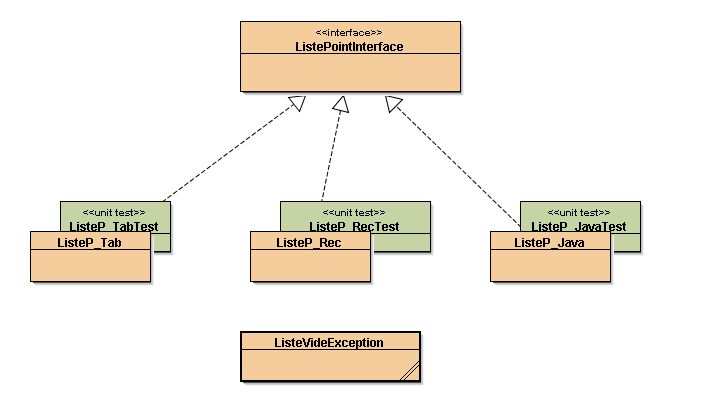 <<interface>>
ListePointInterface
<<unit test>>
ListeP_TabTest
ListeP_Tab
<<unit test>>
ListeP_RecTest
ListeP_Rec
<<unit test>>
ListeP_JavaTest
ListeP_Java
ListeVideException